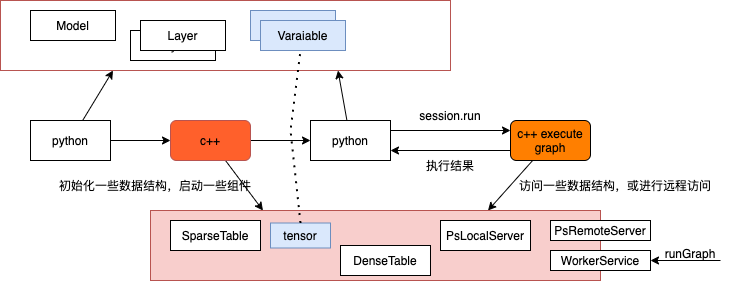 Model
Layer
Varaiable
python
c++
python
session.run
执行结果
c++ execute
graph
初始化一些数据结构，启动一些组件
访问一些数据结构，或进行远程访问
SparseTable
tensor
DenseTable
PsLocalServer
PsRemoteServer
WorkerService
runGraph